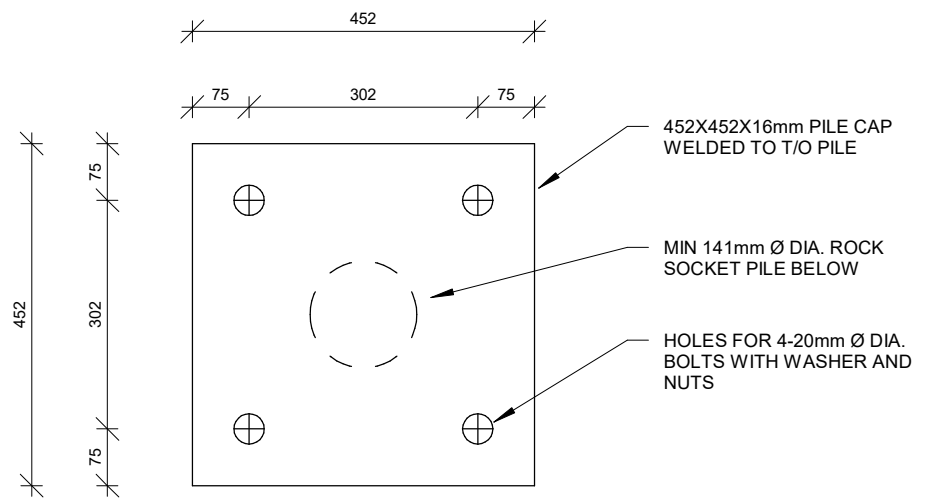 452
75
302
75
452X452X16mm PILE CAP
WELDED TO T/O PILE
75
MIN 141mm Ø DIA. ROCK
SOCKET PILE BELOW
452
302
HOLES FOR 4-20mm Ø DIA.
BOLTS WITH WASHER AND
NUTS
75